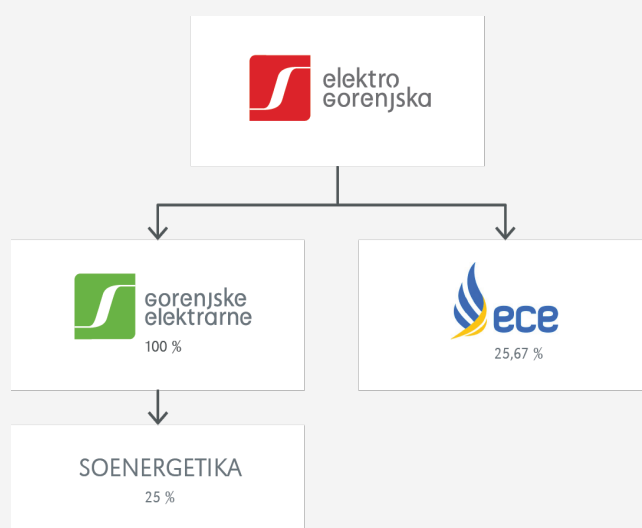 elektro
gorenjska
gorenjske
elektrarne
100 %
ece
25,67 %
SOENERGETIKA
25 %